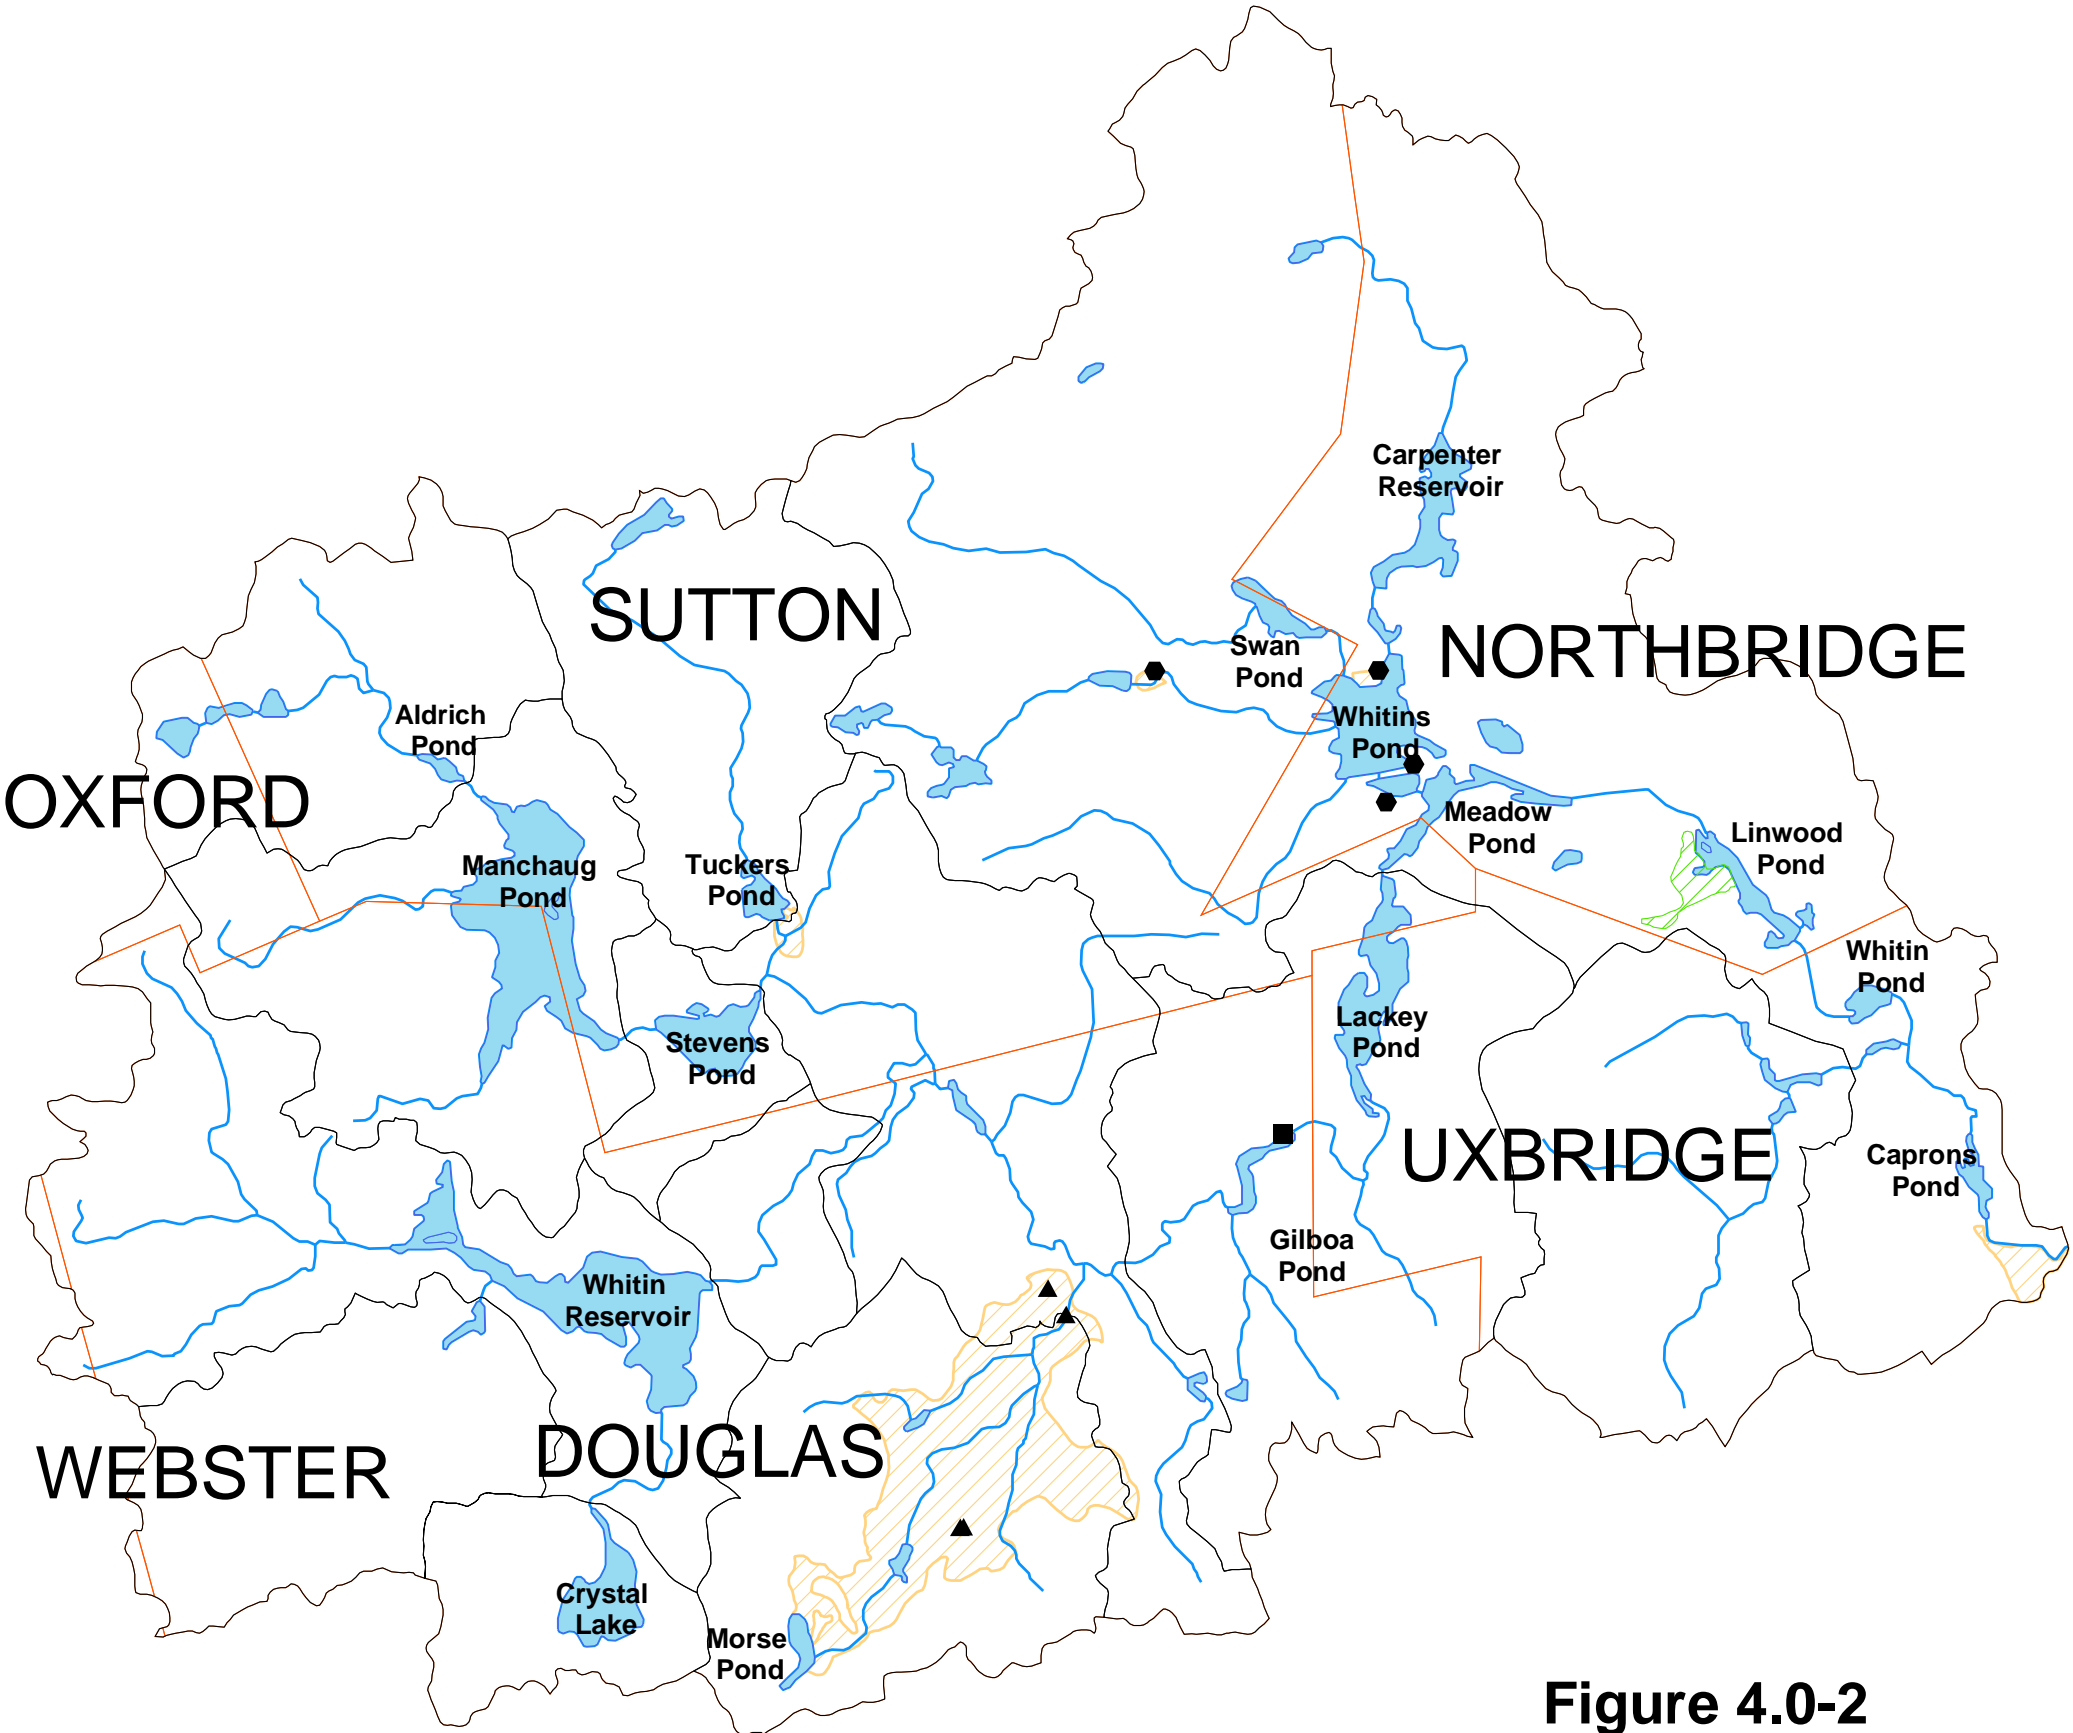 Carpenter
Reservoir
SUTTON
NORTHBRIDGE
Swan
Pond
Aldrich
Pond
Whitins
Pond
OXFORD
Meadow
Pond
Linwood
Pond
Manchaug
Pond
Tuckers
Pond
Whitin
Pond
Lackey
Pond
Stevens
Pond
UXBRIDGE
Caprons
Pond
Gilboa
Pond
Whitin
Reservoir
DOUGLAS
WEBSTER
Crystal
Lake
Morse
Pond
Figure 4.0-2